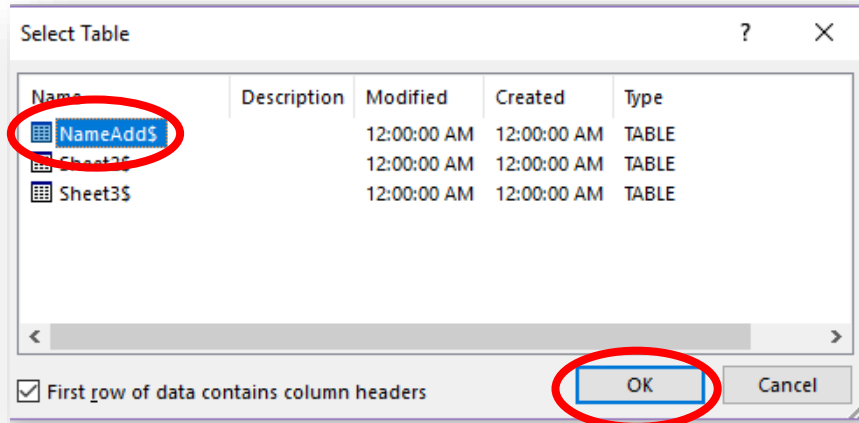 Select Table ?
Name Description Modified Created Type
NameAdd$ 12:00:00 AM 12:00:00 AM TABLE
Sheet2$ 12:00:00 AM 12:00:00 AM TABLE
Sheet3$ 12:00:00 AM 12:00:00 AM TABLE
First row of data contains column headers OK Cancel